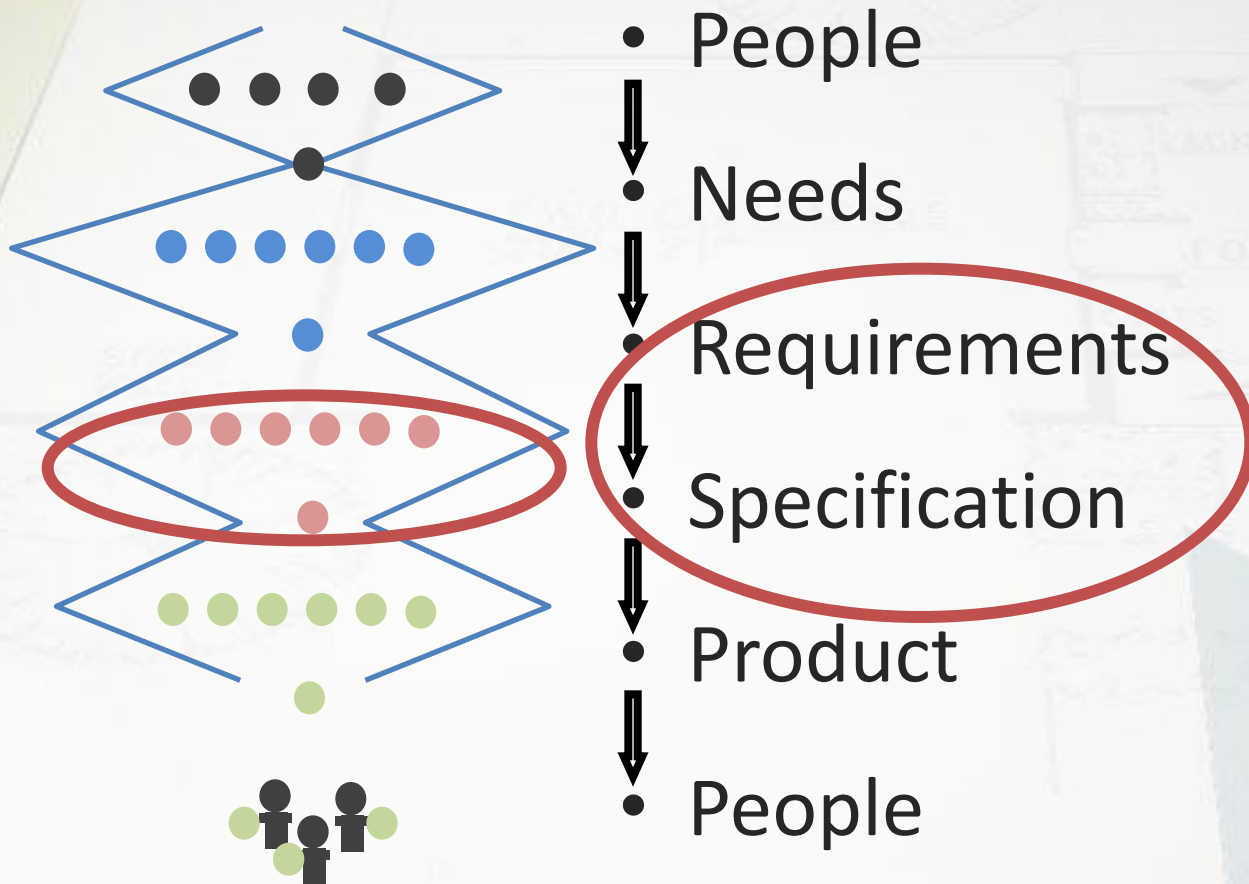 • People
• Needs
• Requirements
• Specification
• Product
• People